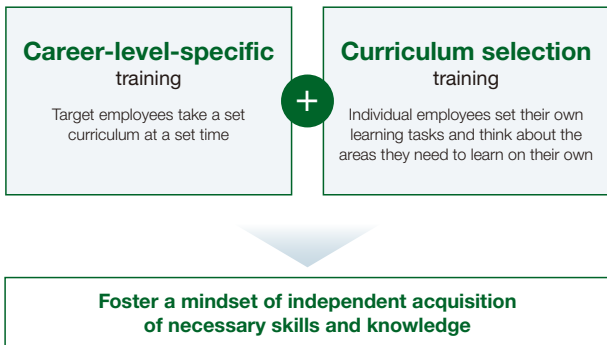 Career-level-specific
training
Target employees take a set
curriculum at a set time
+
Curriculum selection
training
Individual employees set their own
learning tasks and think about the
areas they need to learn on their own
Foster a mindset of independent acquisition
of necessary skills and knowledge